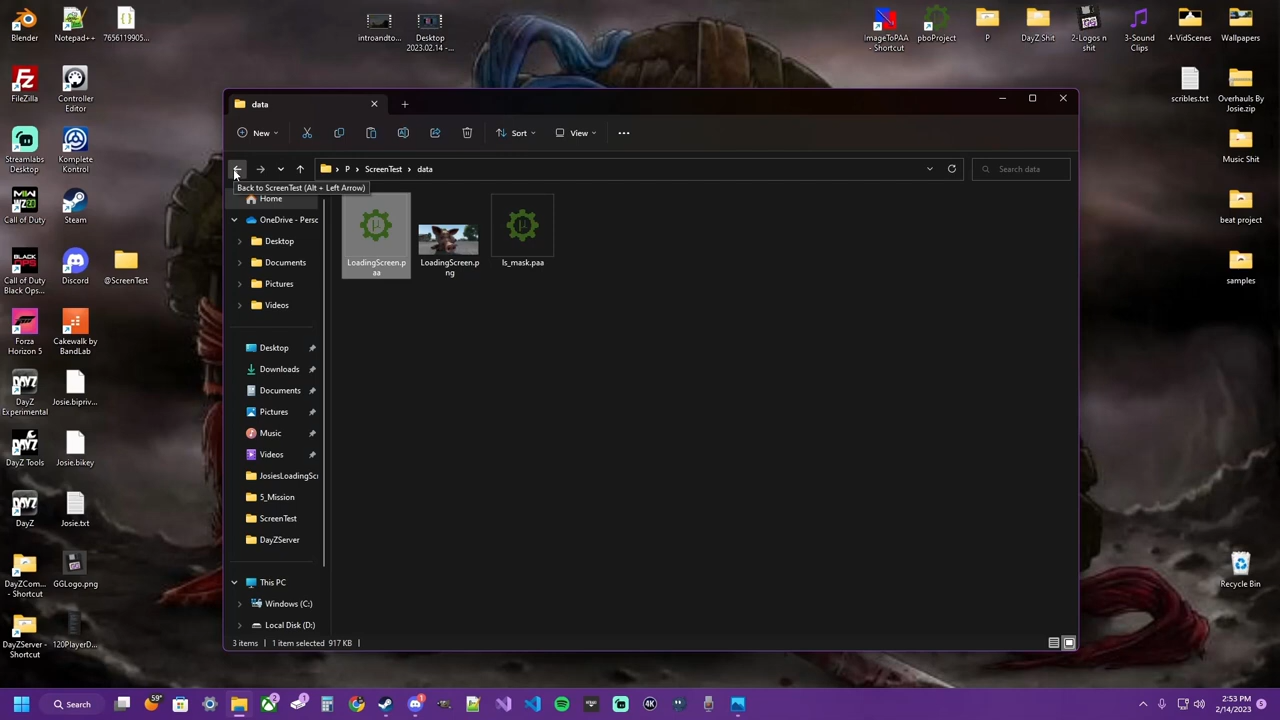 Blender
Notepad++
7656119905...
introandto...
Desktop
2023.02.14 -...
ImageToPAA
- Shortcut
pboProject
P
DayZ Shit
2-Logos n
shit
3-Sound
Clips
4-VidScenes
Wallpapers
FileZilla
Controller
Editor
scribles.txt
Overhauls By
Josie.zip
Streamlabs
Desktop
Komplete
Kontrol
Music Shit
Call of Duty
Steam
beat project
Call of Duty
Black Ops...
Discord
@ScreenTest
samples
Forza
Horizon 5
Cakewalk by
BandLab
DayZ
Experimental
Josie.bipriv...
DayZ Tools
Josie.bikey
DayZ
Josie.txt
DayZCom...
- Shortcut
GGLogo.png
Recycle Bin
DayZServer -
Shortcut
120PlayerD...
data
New
Sort
View
P
ScreenTest
data
Search data
Back to ScreenTest (Alt + Left Arrow)
Home
OneDrive - Perso
Desktop
Documents
Pictures
Videos
Desktop
Downloads
Documents
Pictures
Music
Videos
JosiesLoadingScr
5_Mission
ScreenTest
DayZServer
This PC
Windows (C:)
Local Disk (D:)
LoadingScreen.p
aa
LoadingScreen.p
ng
ls_mask.paa
3 items
1 item selected 917 KB
Search
59°
2:53 PM
2/14/2023